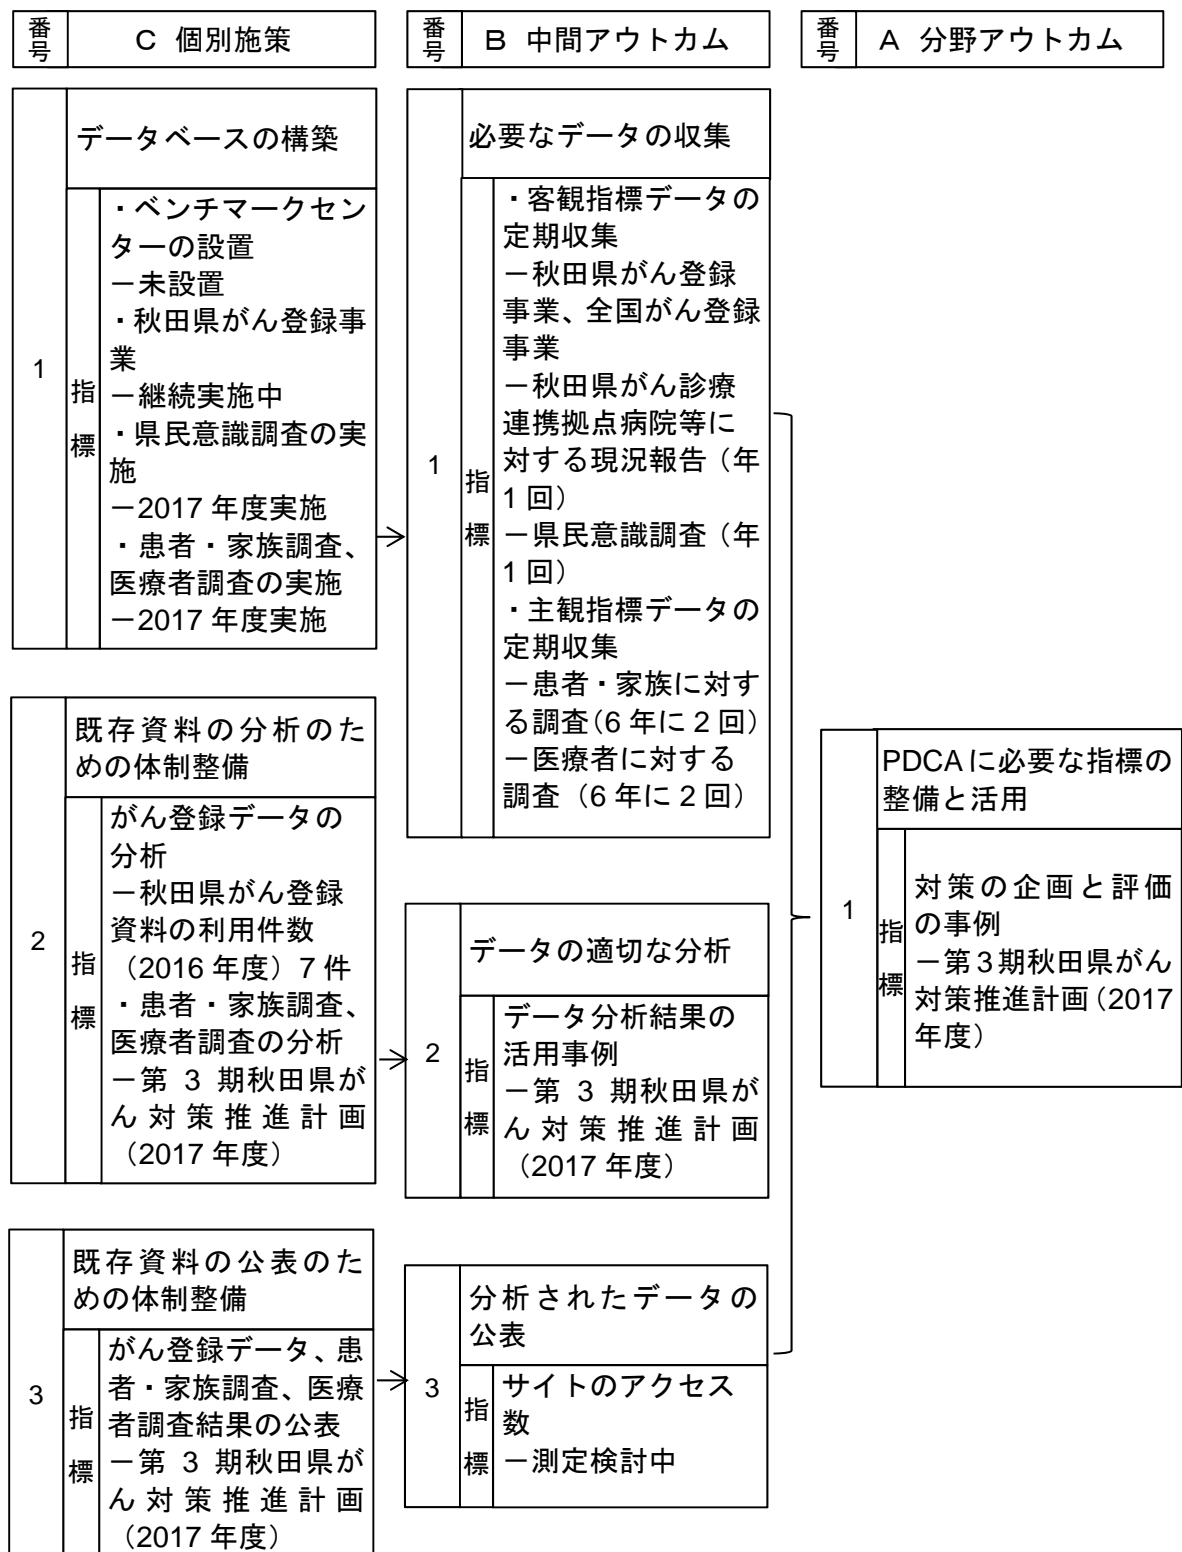 番号
C 個別施策
番号
B 中間アウトカム
番号
A 分野アウトカム
1
データベースの構築
指標
・ベンチマークセン
ターの設置
－未設置
・秋田県がん登録事
業
－継続実施中
・県民意識調査の実
施
－2017 年度実施
・患者・家族調査、
医療者調査の実施
－2017 年度実施
2
既存資料の分析のた
めの体制整備
指標
がん登録データの
分析
－秋田県がん登録
資料の利用件数
（2016 年度）7 件
・患者・家族調査、
医療者調査の分析
－第 3 期秋田県が
ん対策推進計画
（2017 年度）
3
既存資料の公表のた
めの体制整備
指標
がん登録データ、患
者・家族調査、医療
者調査結果の公表
－第 3 期秋田県が
ん対策推進計画
（2017 年度）
1
必要なデータの収集
指標
・客観指標データの
定期収集
－秋田県がん登録
事業、全国がん登録
事業
－秋田県がん診療
連携拠点病院等に
対する現況報告（年
1 回）
－県民意識調査（年
1 回）
・主観指標データの
定期収集
－患者・家族に対す
る調査（6 年に 2 回）
－医療者に対する
調査（6 年に 2 回）
2
データの適切な分析
指標
データ分析結果の
活用事例
－第 3 期秋田県が
ん対策推進計画
（2017 年度）
3
分析されたデータの
公表
指標
サイトのアクセス
数
－測定検討中
1
PDCA に必要な指標の
整備と活用
指標
対策の企画と評価
の事例
－第 3 期秋田県がん
対策推進計画（2017
年度）